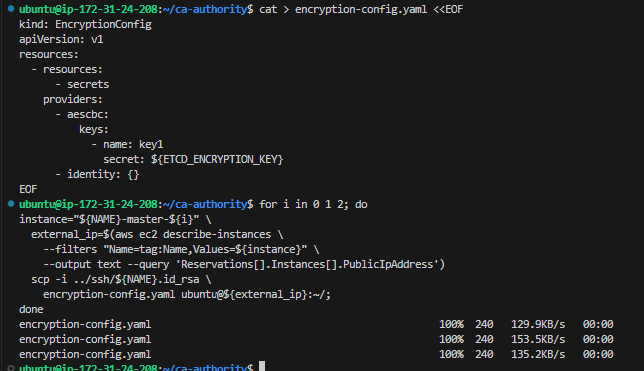 ubuntu@ip-172-31-24-208:~/ca-authority$ cat > encryption-config.yaml <<EOF
kind: EncryptionConfig
apiVersion: v1
resources:
  - resources:
      - secrets
    providers:
      - aescbc:
          keys:
            - name: key1
              secret: ${ETCD_ENCRYPTION_KEY}
      - identity: {}
EOF
ubuntu@ip-172-31-24-208:~/ca-authority$ for i in 0 1 2; do
instance="${NAME}-master-${i}" \
  external_ip=$(aws ec2 describe-instances \
    --filters "Name=tag:Name,Values=${instance}" \
    --output text --query 'Reservations[].Instances[].PublicIpAddress')
  scp -i ../ssh/${NAME}.id_rsa \
    encryption-config.yaml ubuntu@${external_ip}:~/;
done
encryption-config.yaml 100% 240 129.9KB/s 00:00
encryption-config.yaml 100% 240 153.5KB/s 00:00
encryption-config.yaml 100% 240 135.2KB/s 00:00
ubuntu@ip-172-31-24-208:~/ca-authority$